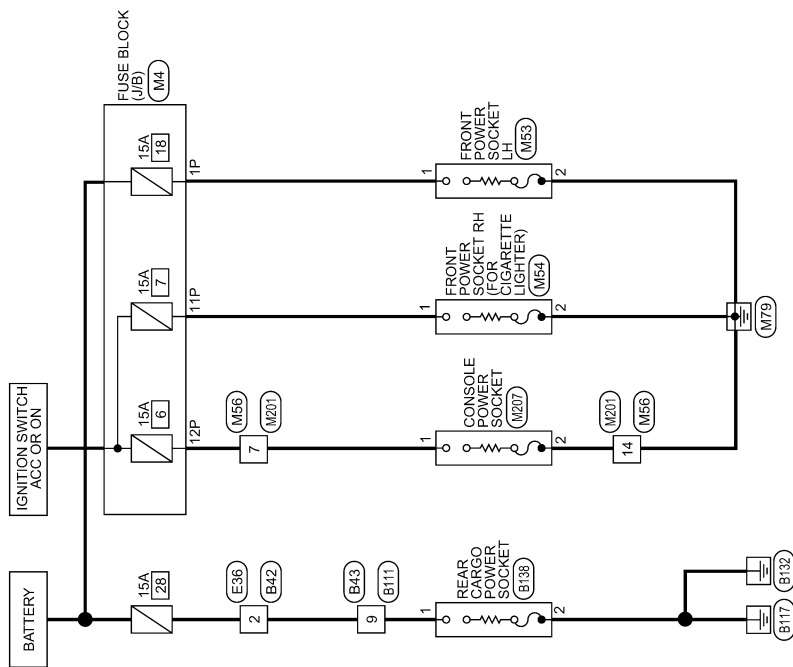 BATTERY
IGNITION SWITCH
ACC OR ON
FUSE BLOCK
(J/B)
M4
15A
28
15A
6
15A
7
15A
18
12P
11P
1P
E36
2
B42
M56
7
M201
B43
9
B111
1
REAR
CARGO
POWER
SOCKET
B138
2
1
CONSOLE
POWER
SOCKET
M207
2
1
FRONT
POWER
SOCKET RH
(FOR
CIGARETTE
LIGHTER)
M54
2
1
FRONT
POWER
SOCKET
LH
M53
2
M201
14
M56
B117
B132
M79